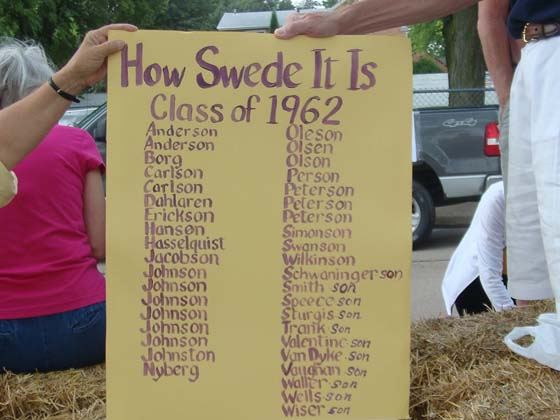 How Swede It Is
Class of 1962
Anderson
Anderson
Borg
Carlson
Carlson
Dahlgren
Erickson
Hanson
Hasselquist
Jacobson
Johnson
Johnson
Johnson
Johnson
Johnson
Johnson
Johnston
Nyberg
Oleson
Olsen
Olson
Person
Peterson
Peterson
Peterson
Simonson
Swanson
Wilkinson
Schwaninger son
Smith son
Speece son
Sturgis son
Trank son
Valentine son
Van Dyke son
Vaughan son
Walter son
Wells son
Wiser son